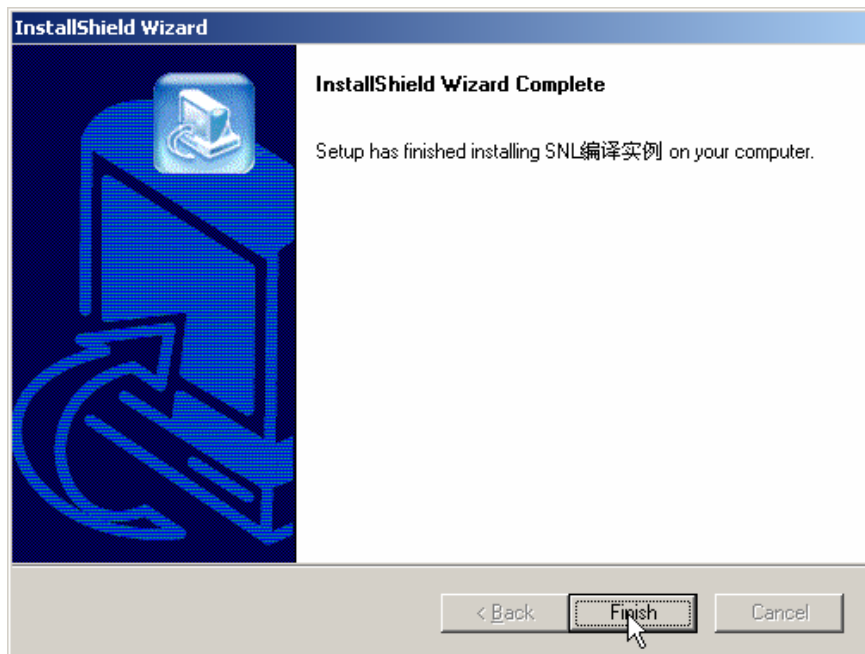 InstallShield Wizard
InstallShield Wizard Complete
Setup has finished installing SNL编译实例 on your computer.
< Back
Finish
Cancel